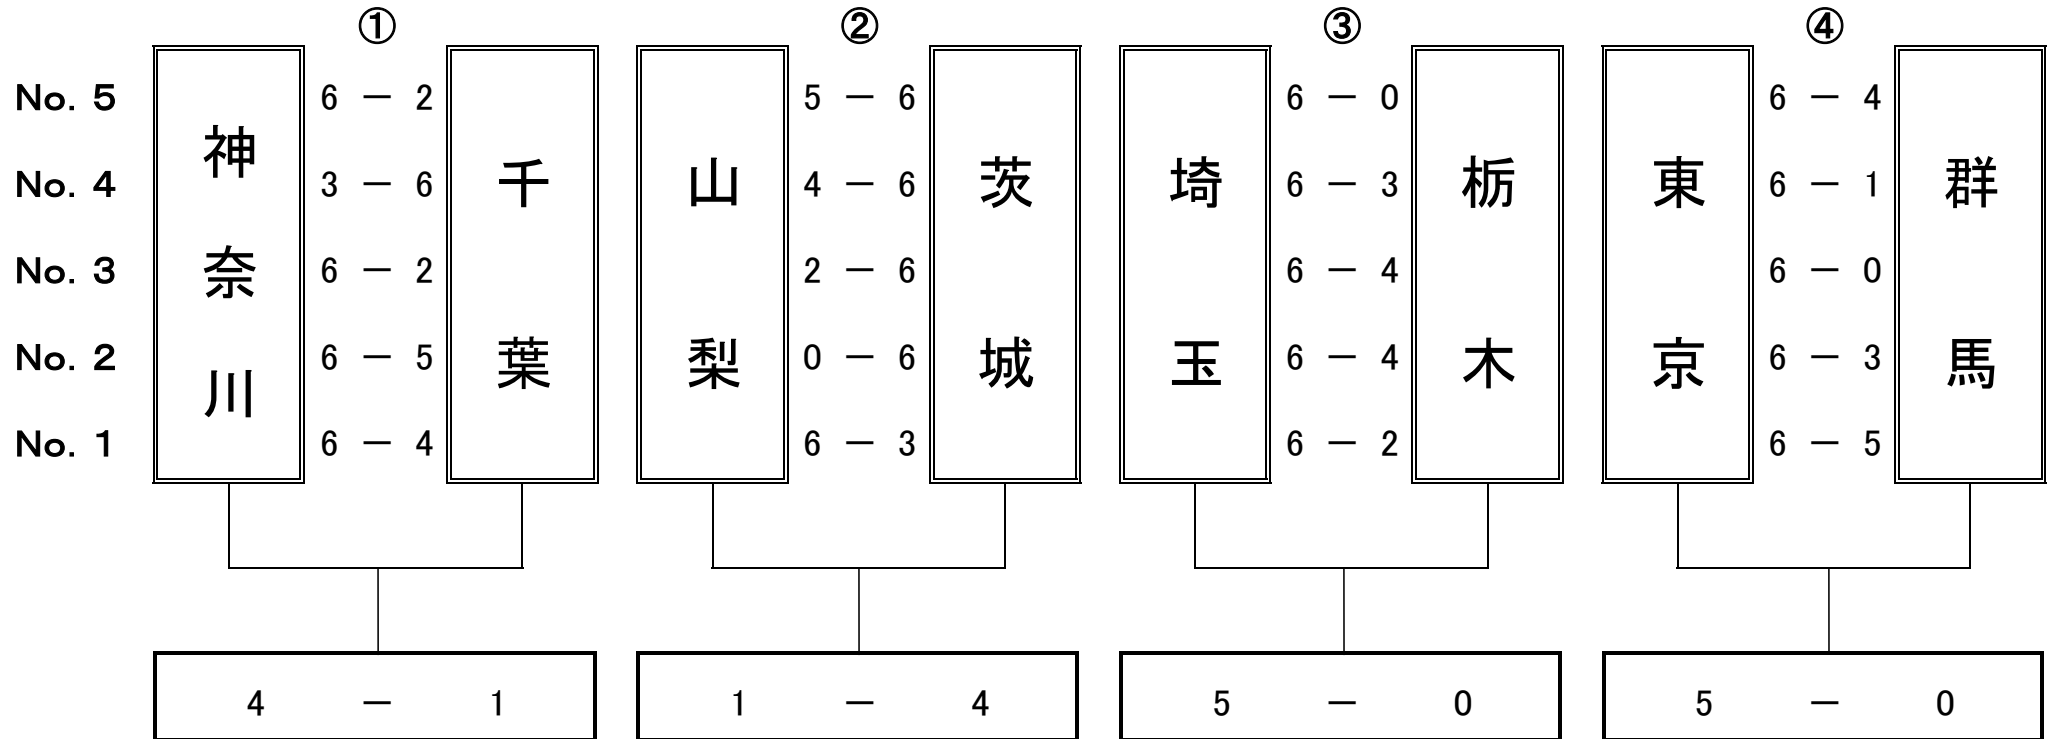 ① ② ③ ④
No. 5 6 － 2 5 － 6 6 － 0 6 － 4
No. 4 3 － 6 4 － 6 6 － 3 6 － 1
No. 3 6 － 2 2 － 6 6 － 4 6 － 0
No. 2 6 － 5 0 － 6 6 － 4 6 － 3
No. 1 6 － 4 6 － 3 6 － 2 6 － 5
神奈川
千葉
山梨
茨城
埼玉
栃木
東京
群馬
4 － 1 1 － 4 5 － 0 5 － 0